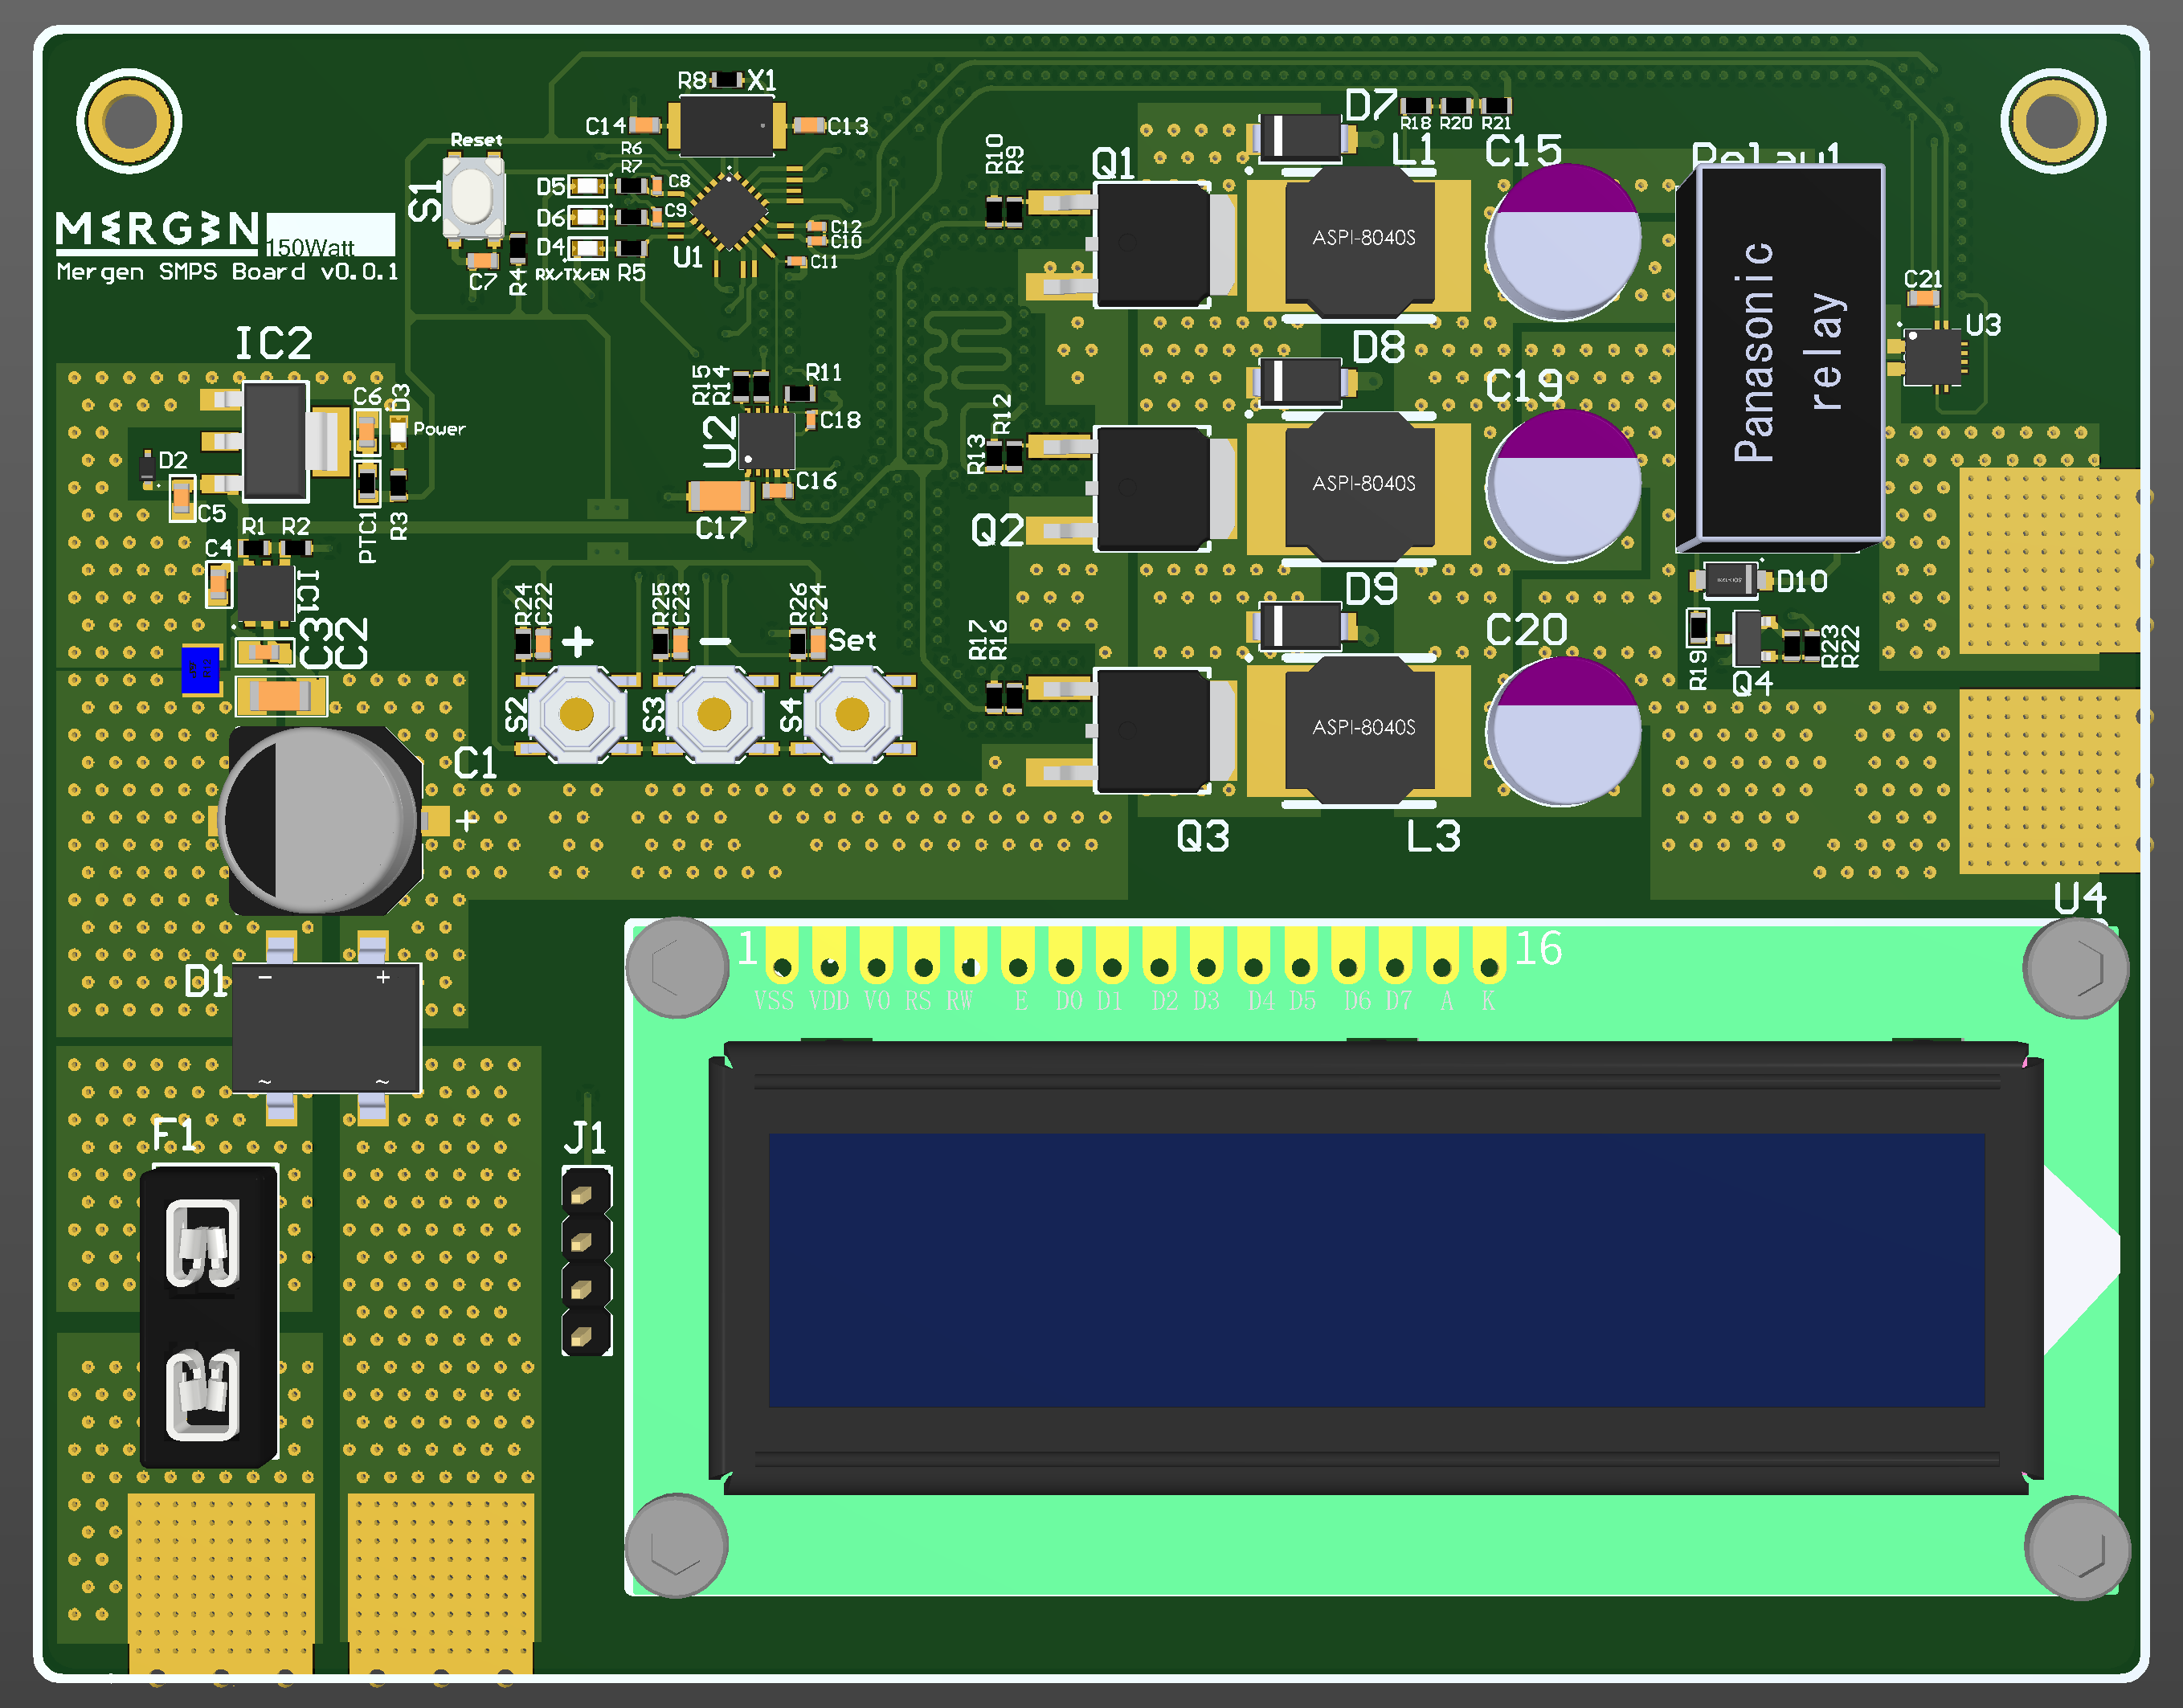 R8
X1
C14
C13
Reset
R6
R7
S1
D5
C8
D6
C9
D4
RX/TX/EN
R5
U1
C12
C10
C11
C7
R4
MERGEN
150Watt
Mergen SMPS Board v0.0.1
D7
R18
R20
R21
R10
R9
Q1
L1
C15
ASPI-8040S
Relay1
Panasonic
relay
C21
U3
IC2
C6
D3
Power
D2
C5
PTC1
R3
R1
R2
C4
IC1
C3
C2
R15
R14
R11
U2
C18
C16
C17
D8
C19
R12
R13
Q2
ASPI-8040S
D9
C20
R17
R16
ASPI-8040S
Q3
L3
D10
R19
Q4
R23
R22
R24
C22
+
R25
C23
-
R26
C24
Set
S2
S3
S4
C1
+
D1
- +
~ ~
F1
J1
U4
1 16
VSS VDD V0 RS RW E D0 D1 D2 D3 D4 D5 D6 D7 A K